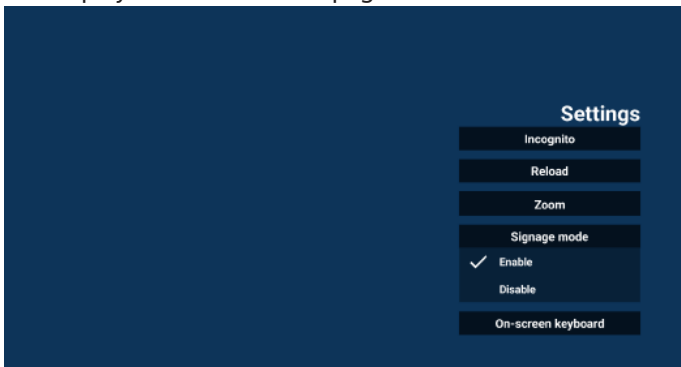 Settings
Incognito
Reload
Zoom
Signage mode
Enable
Disable
On-screen keyboard